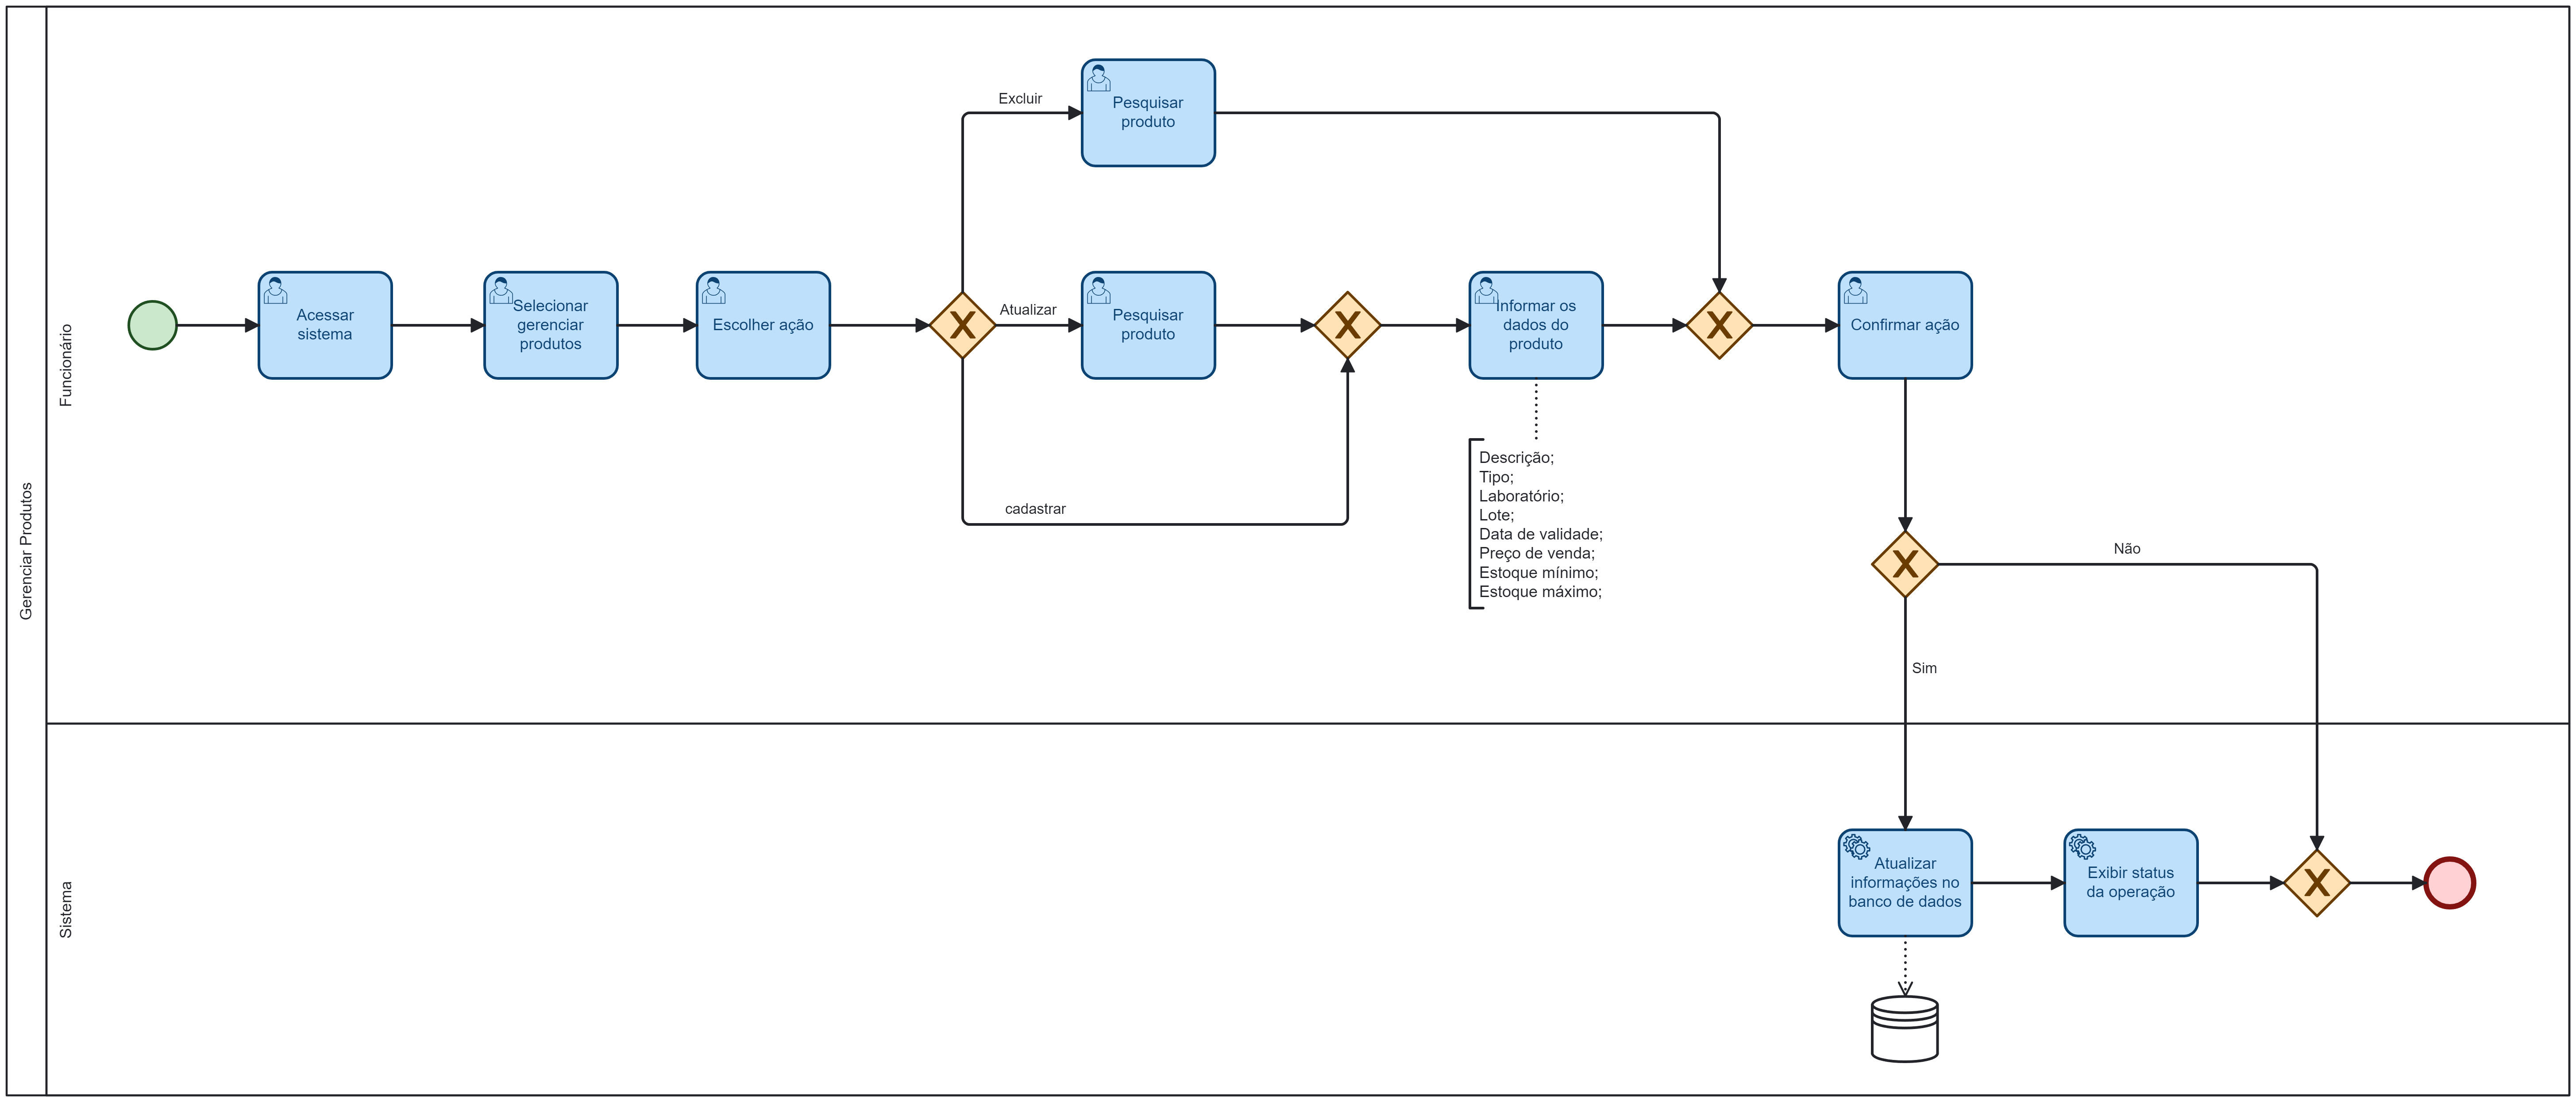 Gerenciar Produtos
Funcionário
Acessar
sistema
Selecionar
gerenciar
produtos
Escolher ação
Excluir
Pesquisar
produto
Atualizar
Pesquisar
produto
cadastrar
Informar os
dados do
produto
Descrição;
Tipo;
Laboratório;
Lote;
Data de validade;
Preço de venda;
Estoque mínimo;
Estoque máximo;
Confirmar ação
Não
Sim
Sistema
Atualizar
informações no
banco de dados
Exibir status
da operação